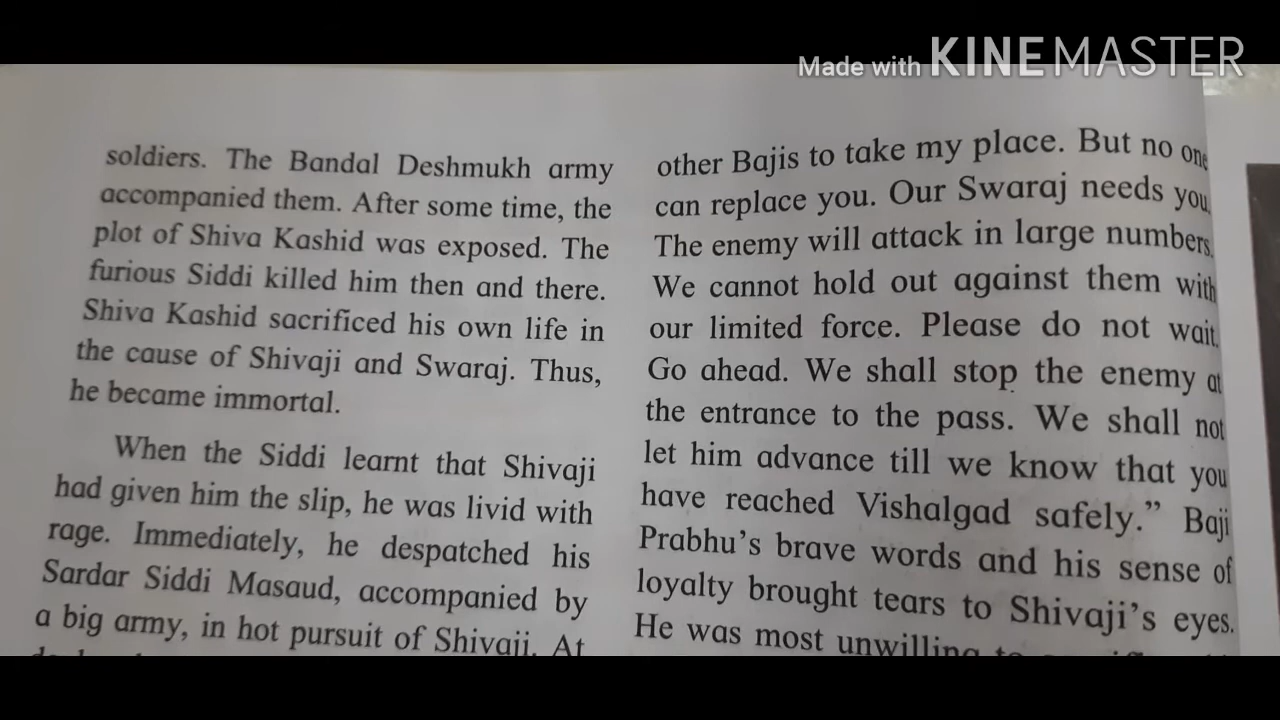 Made with KINEMASTER
soldiers. The Bandal Deshmukh army
accompanied them. After some time, the
plot of Shiva Kashid was exposed. The
furious Siddi killed him then and there.
Shiva Kashid sacrificed his own life in
the cause of Shivaji and Swaraj. Thus,
he became immortal.
When the Siddi learnt that Shivaji
had given him the slip, he was livid with
rage. Immediately, he despatched his
Sardar Siddi Masaud, accompanied by
a big army, in hot pursuit of Shivaji. At
other Bajis to take my place. But no one
can replace you. Our Swaraj needs you.
The enemy will attack in large numbers.
We cannot hold out against them with
our limited force. Please do not wait.
Go ahead. We shall stop the enemy at
the entrance to the pass. We shall not
let him advance till we know that you
have reached Vishalgad safely.” Baji
Prabhu’s brave words and his sense of
loyalty brought tears to Shivaji’s eyes.
He was most unwilling to